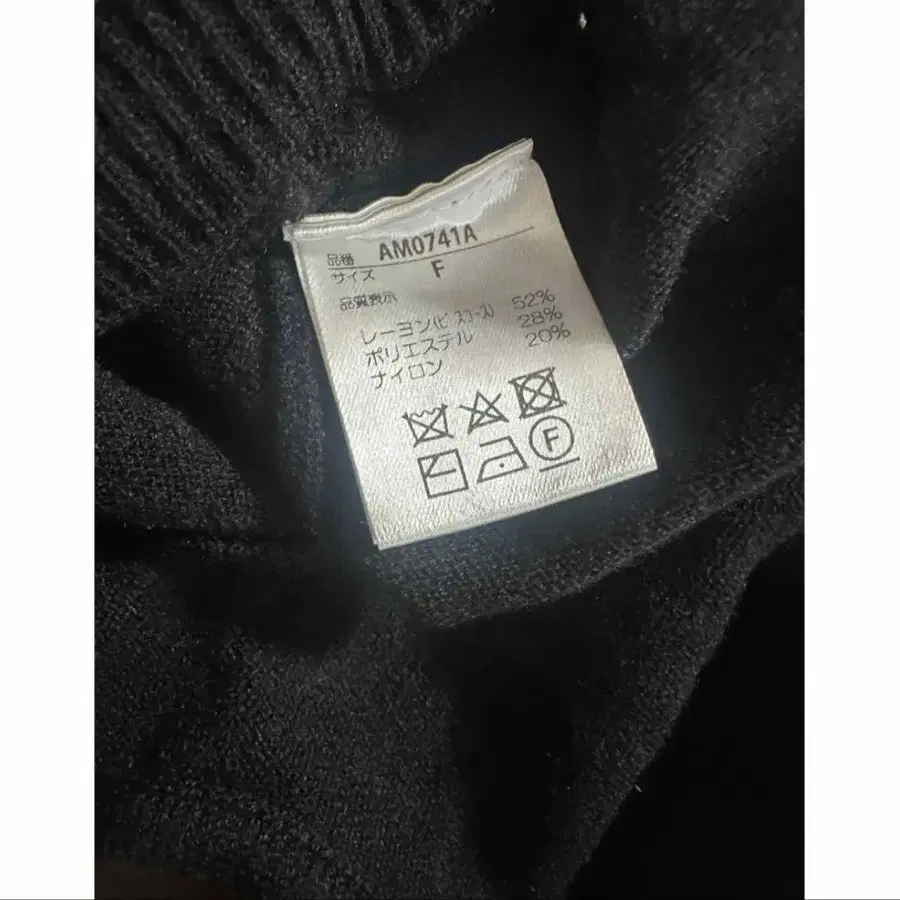 品番 AM0741A
サイズ F
品質表示
レーヨン(ビスコース) 52%
ポリエステル 28%
ナイロン 20%
F